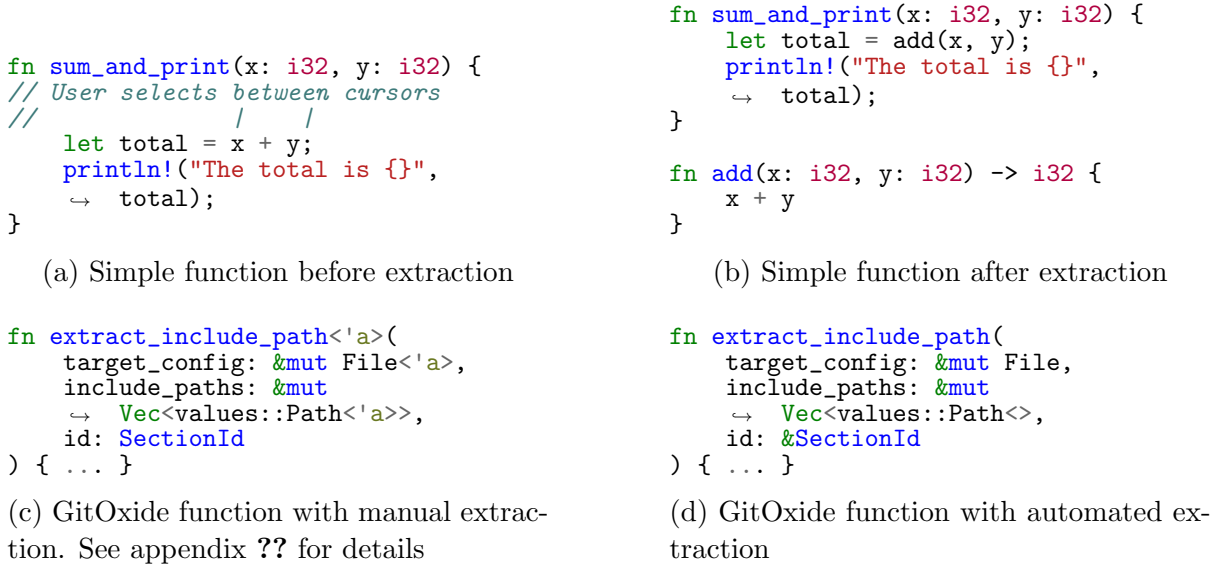 fn sum_and_print(x: i32, y: i32) {
// User selects between cursors
//               |    |
    let total = x + y;
    println!("The total is {}",
    ↪  total);
}
(a) Simple function before extraction
fn sum_and_print(x: i32, y: i32) {
    let total = add(x, y);
    println!("The total is {}",
    ↪  total);
}
fn add(x: i32, y: i32) -> i32 {
    x + y
}
(b) Simple function after extraction
fn extract_include_path<'a>(
    target_config: &mut File<'a>,
    include_paths: &mut
    ↪  Vec<values::Path<'a>>,
    id: SectionId
) { ... }
(c) GitOxide function with manual extrac-
tion. See appendix ?? for details
fn extract_include_path(
    target_config: &mut File,
    include_paths: &mut
    ↪  Vec<values::Path<>,
    id: &SectionId
) { ... }
(d) GitOxide function with automated ex-
traction